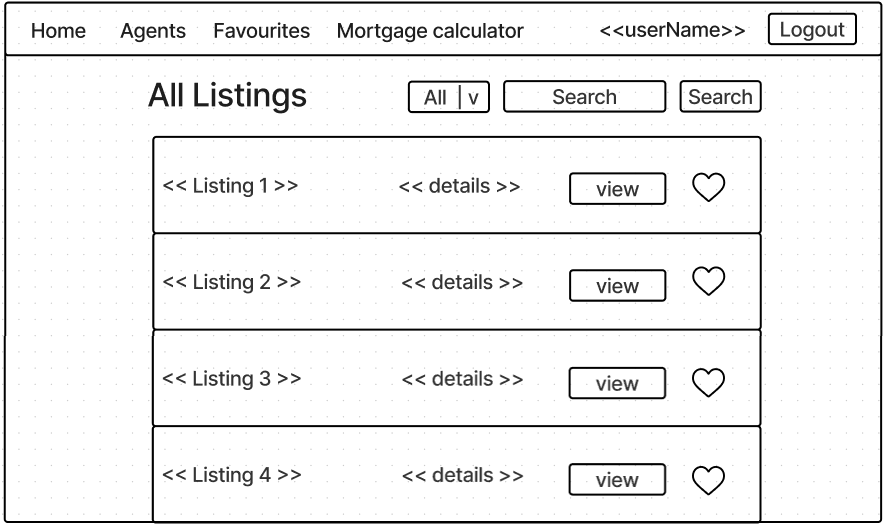 Home Agents Favourites Mortgage calculator <<userName>> Logout
All Listings All | v Search Search
<< Listing 1 >> << details >> view
<< Listing 2 >> << details >> view
<< Listing 3 >> << details >> view
<< Listing 4 >> << details >> view